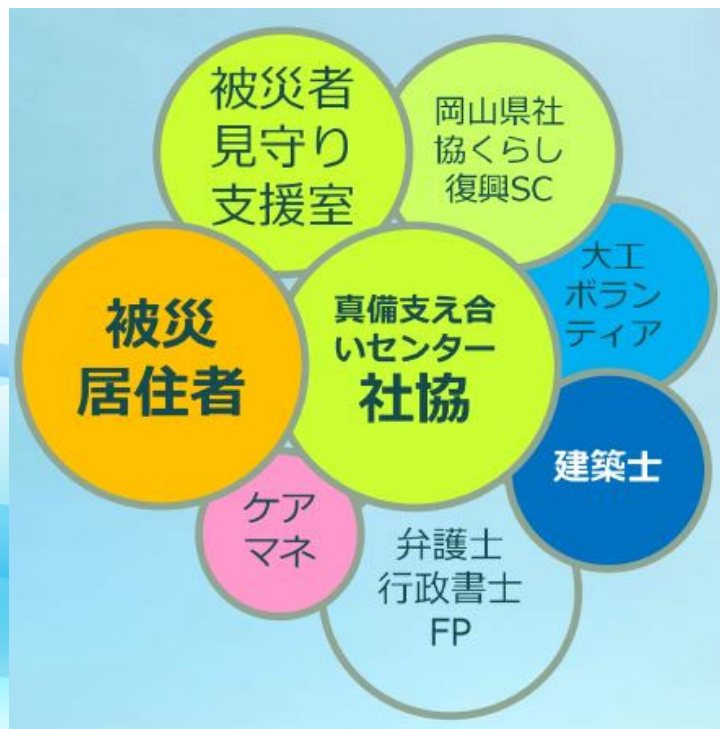 被災者
見守り
支援室
岡山県社
協くらし
復興SC
大工
ボラン
ティア
被災
居住者
真備支え合
いセンター
社協
建築士
ケア
マネ
弁護士
行政書士
FP